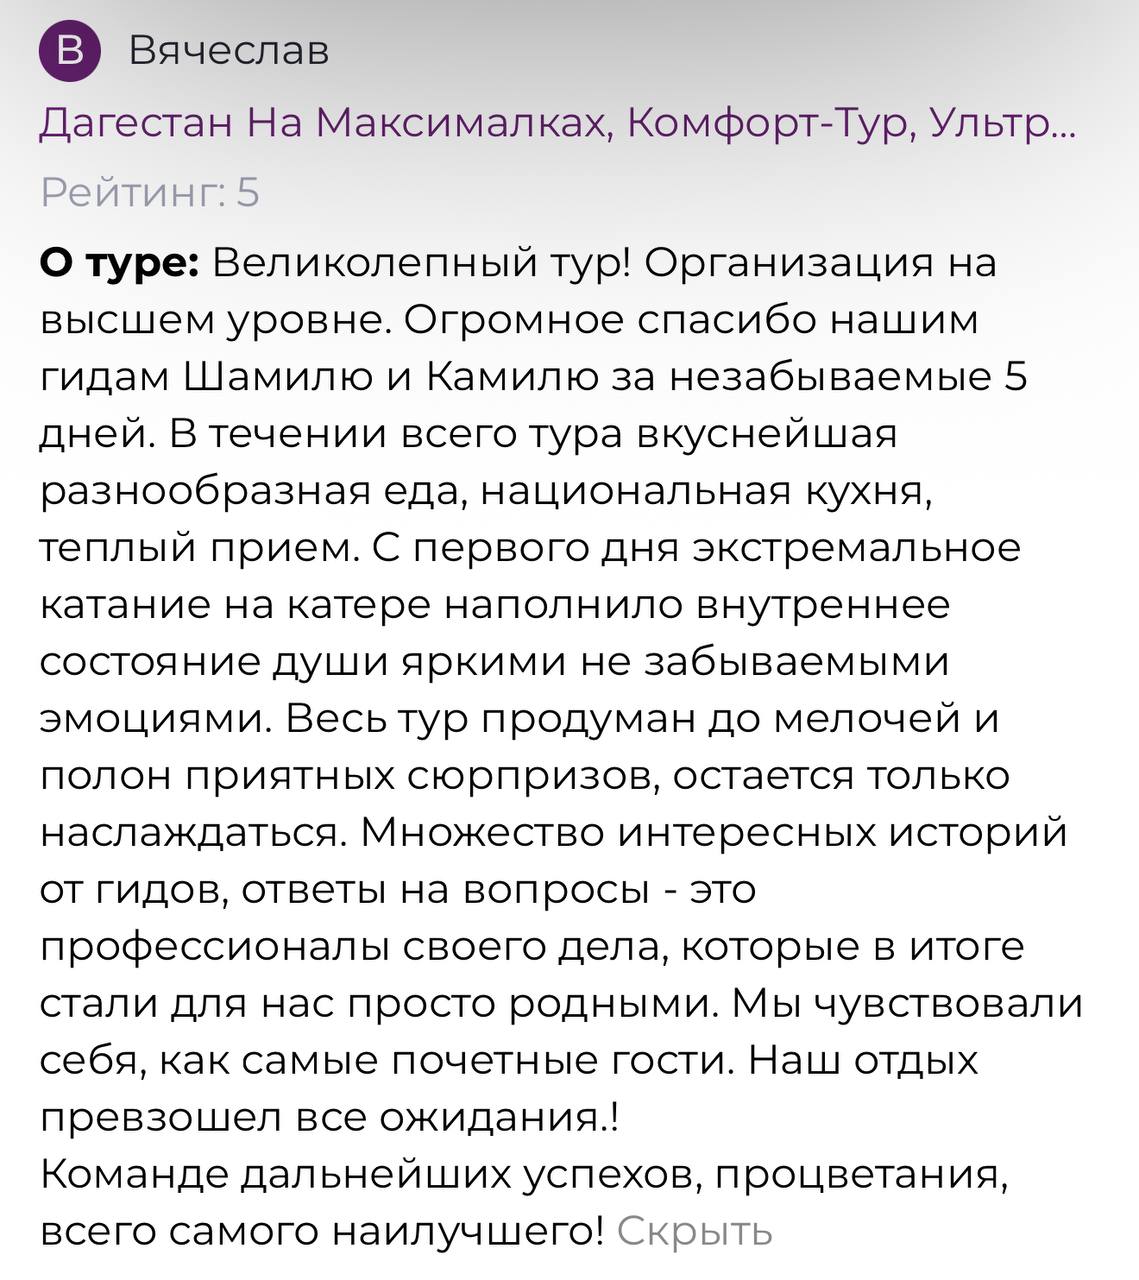 В Вячеслав
Дагестан На Максималках, Комфорт-Тур, Ультр...
Рейтинг: 5
О туре: Великолепный тур! Организация на
высшем уровне. Огромное спасибо нашим
гидам Шамилю и Камилю за незабываемые 5
дней. В течении всего тура вкуснейшая
разнообразная еда, национальная кухня,
теплый прием. С первого дня экстремальное
катание на катере наполнило внутреннее
состояние души яркими не забываемыми
эмоциями. Весь тур продуман до мелочей и
полон приятных сюрпризов, остается только
наслаждаться. Множество интересных историй
от гидов, ответы на вопросы - это
профессионалы своего дела, которые в итоге
стали для нас просто родными. Мы чувствовали
себя, как самые почетные гости. Наш отдых
превзошел все ожидания.!
Команде дальнейших успехов, процветания,
всего самого наилучшего! Скрыть